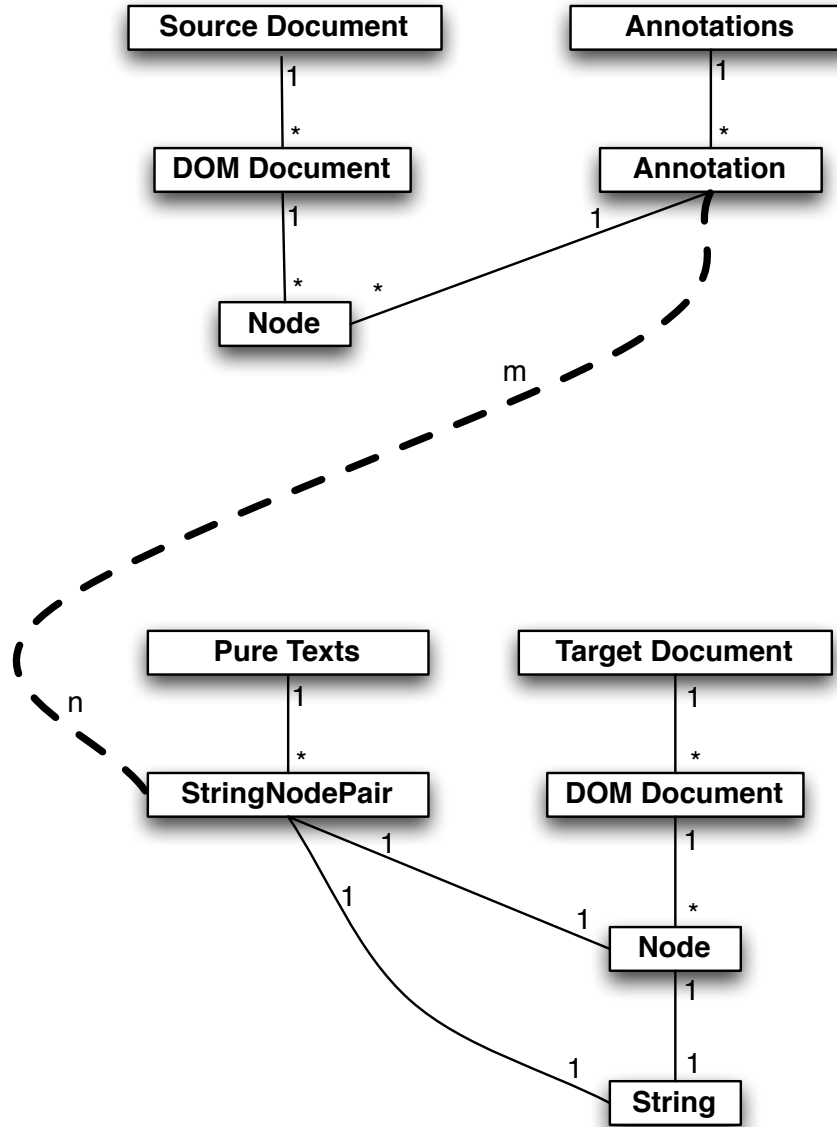 Source Document
Annotations
1
1
*
*
DOM Document
Annotation
1
1
*
*
Node
m
Pure Texts
Target Document
n
1
1
*
*
StringNodePair
DOM Document
1
1
1
*
1
Node
1
1
1
String